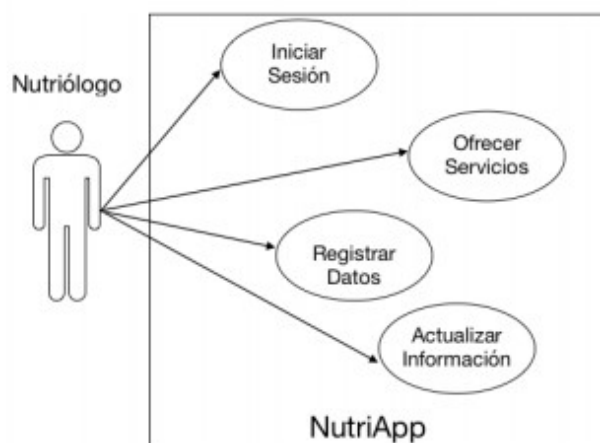 Iniciar
Sesión
Nutriólogo
Ofrecer
Servicios
Registrar
Datos
Actualizar
Información
NutriApp